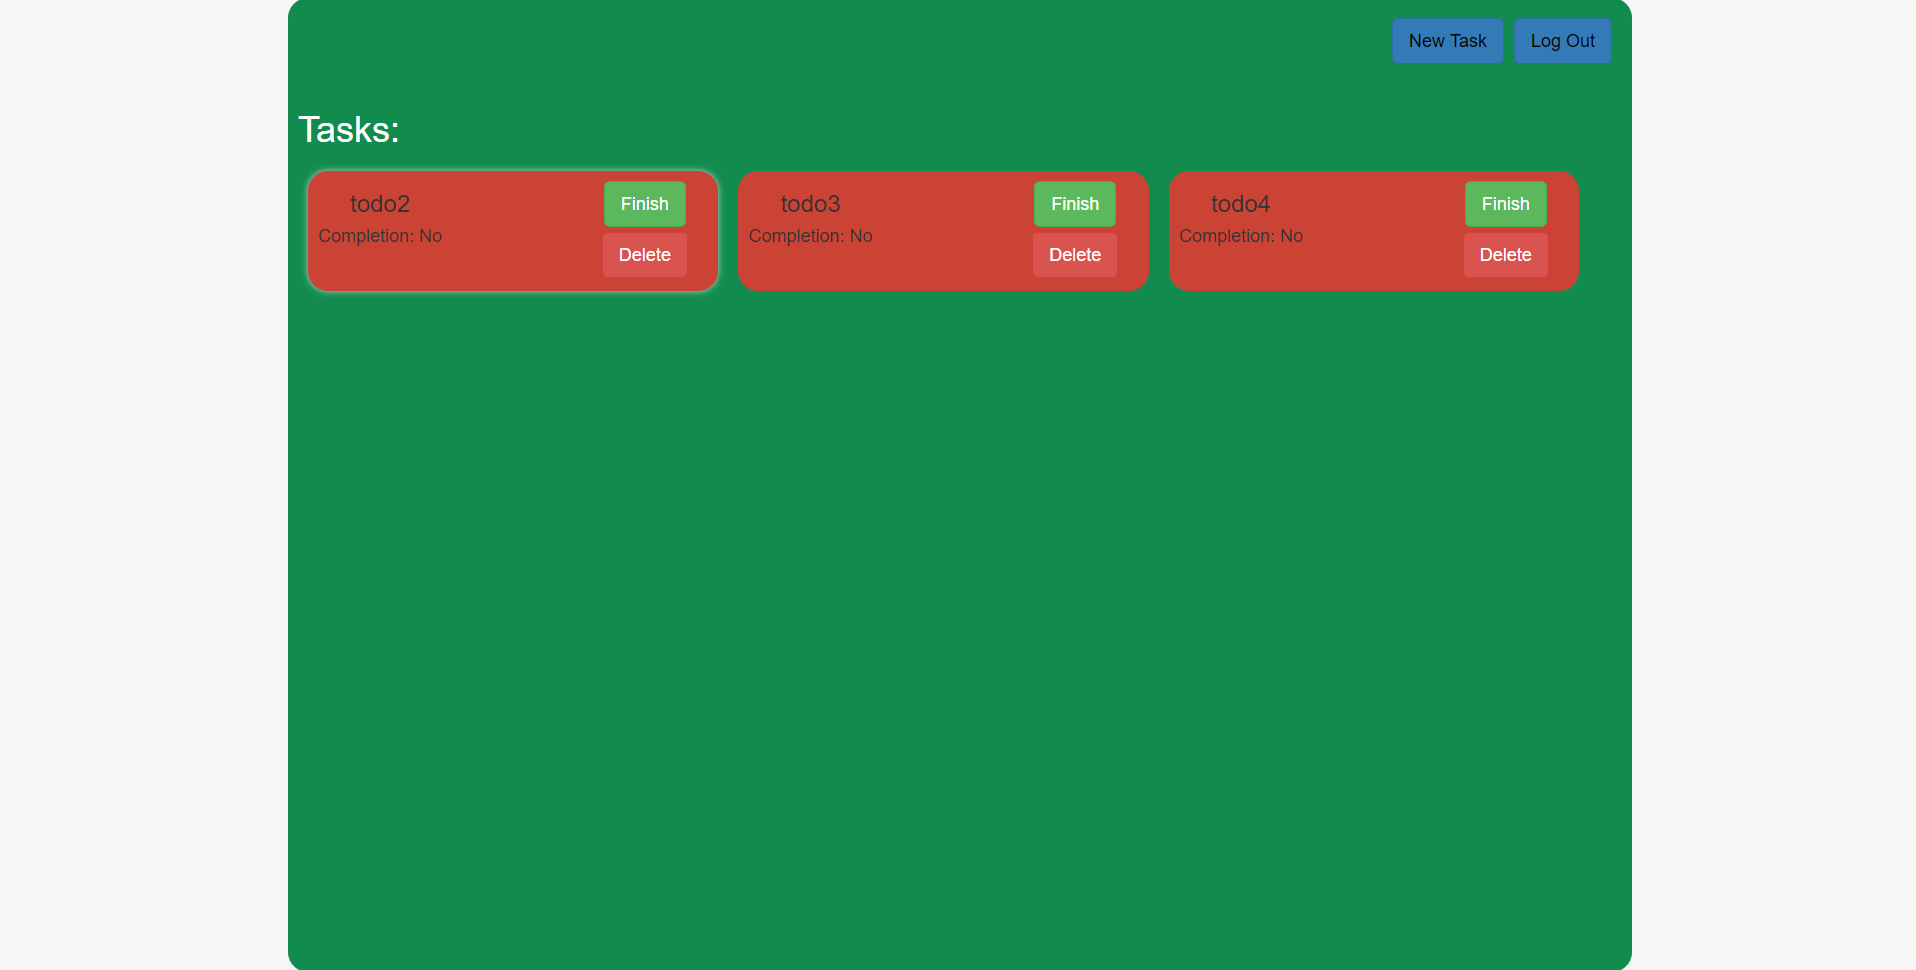 New Task Log Out
Tasks:
todo2
Completion: No
Finish
Delete
todo3
Completion: No
Finish
Delete
todo4
Completion: No
Finish
Delete